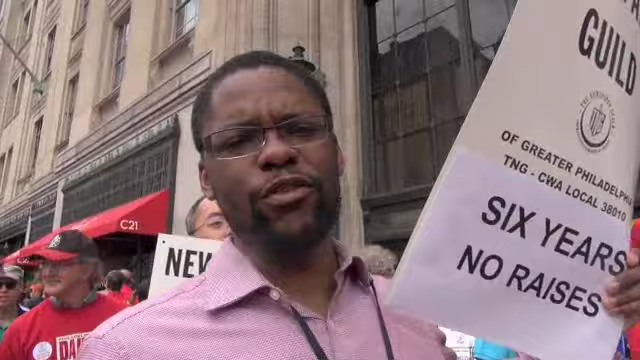 GUILD
OF GREATER PHILADELPHIA
TNG - CWA LOCAL 38010
SIX YEARS
NO RAISES
C21
NEW